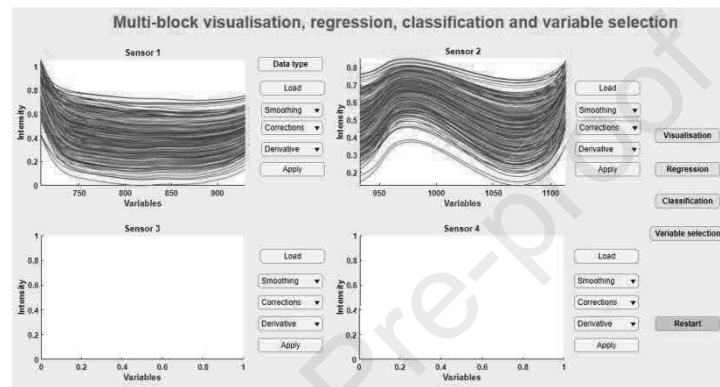 Multi-block visualisation, regression, classification and variable selection
Sensor 1
1
0.8
0.6
0.4
0.2
0
Intensity
750
800
850
900
Variables
Data type
Load
Smoothing
Corrections
Derivative
Apply
Sensor 2
0.8
0.7
0.6
0.5
0.4
0.3
0.2
Intensity
950
1000
1050
1100
Variables
Load
Smoothing
Corrections
Derivative
Apply
Visualisation
Regression
Classification
Variable selection
Sensor 3
1
0.8
0.6
0.4
0.2
0
Intensity
0
0.2
0.4
0.6
0.8
1
Variables
Load
Smoothing
Corrections
Derivative
Apply
Sensor 4
1
0.8
0.6
0.4
0.2
0
Intensity
0
0.2
0.4
0.6
0.8
1
Variables
Load
Smoothing
Corrections
Derivative
Apply
Restart
Pre-proof